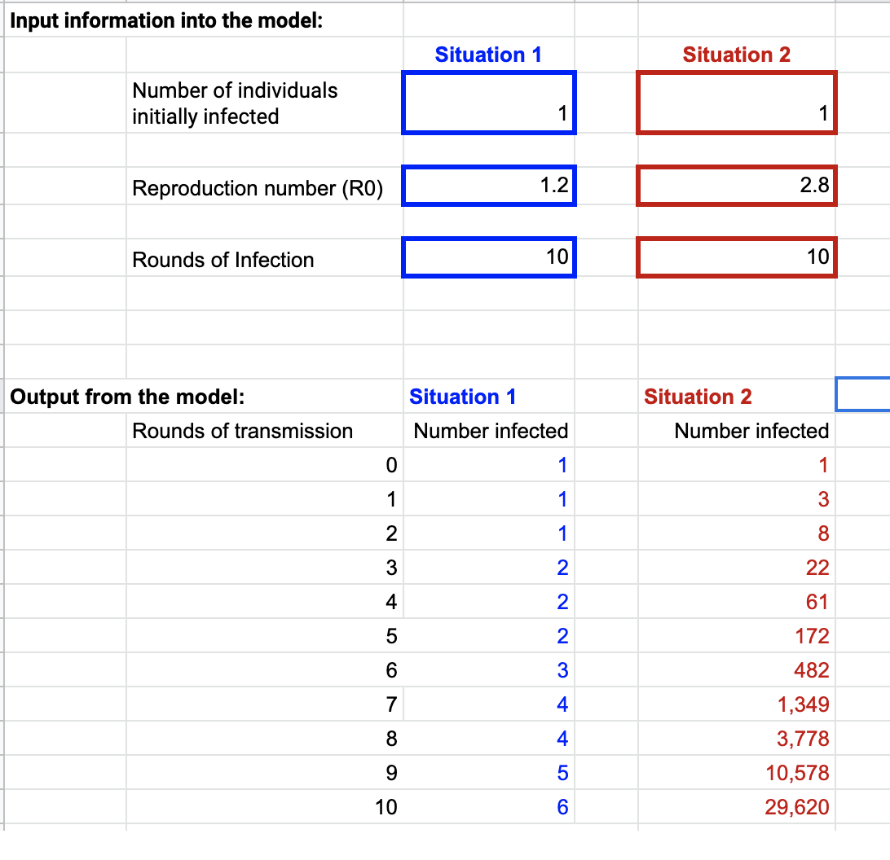 Input information into the model:
Situation 1 Situation 2
Number of individuals
initially infected 1 1
Reproduction number (R0) 1.2 2.8
Rounds of Infection 10 10
Output from the model: Situation 1 Situation 2
Rounds of transmission Number infected Number infected
0 1 1
1 1 3
2 1 8
3 2 22
4 2 61
5 2 172
6 3 482
7 4 1,349
8 4 3,778
9 5 10,578
10 6 29,620